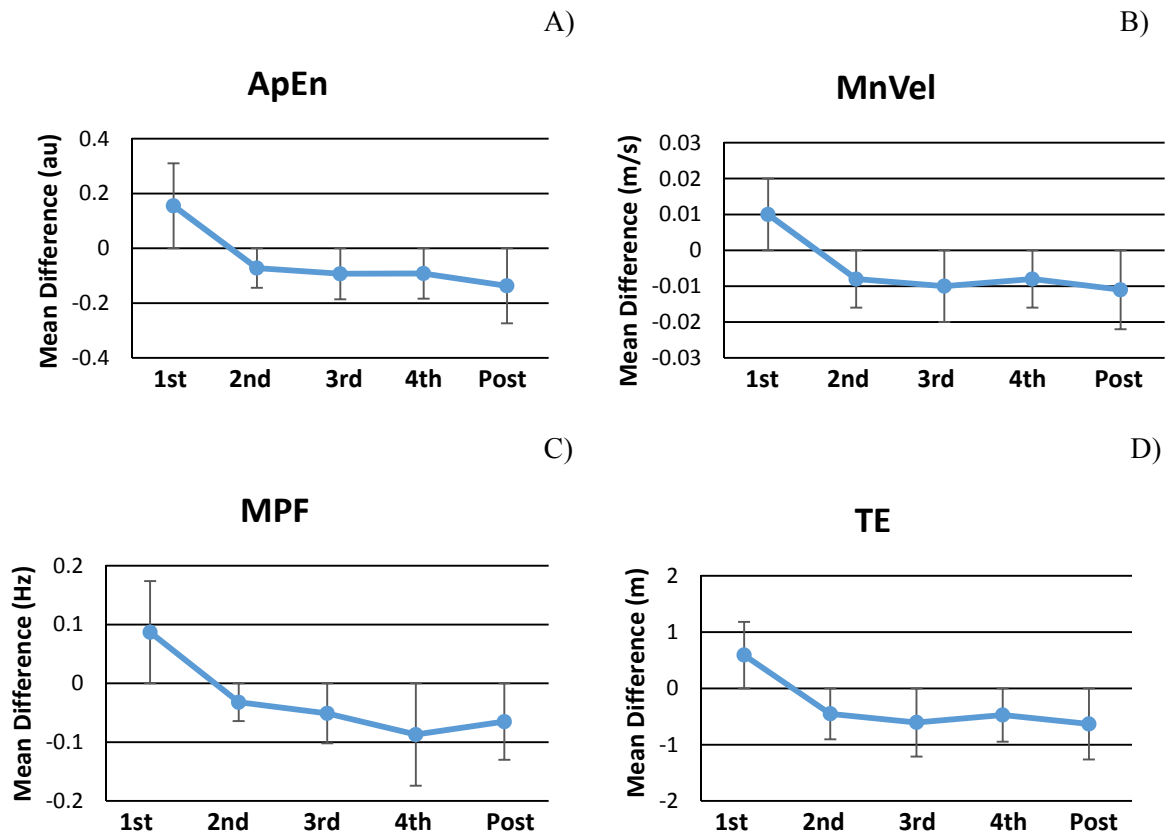 A)
ApEn
Mean Difference (au)
0.4
0.2
0
-0.2
-0.4
1st 2nd 3rd 4th Post
B)
MnVel
Mean Difference (m/s)
0.03
0.02
0.01
0
-0.01
-0.02
-0.03
1st 2nd 3rd 4th Post
C)
MPF
Mean Difference (Hz)
0.2
0.1
0
-0.1
-0.2
1st 2nd 3rd 4th Post
D)
TE
Mean Difference (m)
2
1
0
-1
-2
1st 2nd 3rd 4th Post